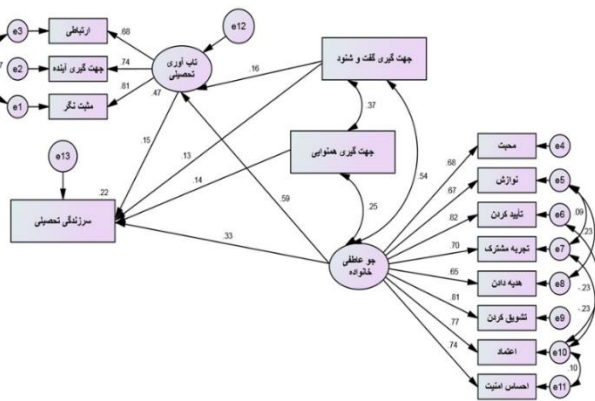 e12
e3
ارتباطی
.68
e2
جهت گیری آینده
.74
تاب آوری
تحصیلی
.47
e1
مثبت نگر
.81
.16
جهت گیری گفت و شنود
.37
.15
.13
جهت گیری همنوایی
.14
.54
.25
.59
e13
.22
سرزندگی تحصیلی
.33
جو عاطفی
خانواده
.68
محبت
e4
.67
نوازش
e5
.82
تأیید کردن
e6
.09
.23
.70
تجربه مشترک
e7
.65
هدیه دادن
e8
-.23
.81
تشویق کردن
e9
-.23
.77
اعتماد
e10
.74
احساس امنیت
e11
.10